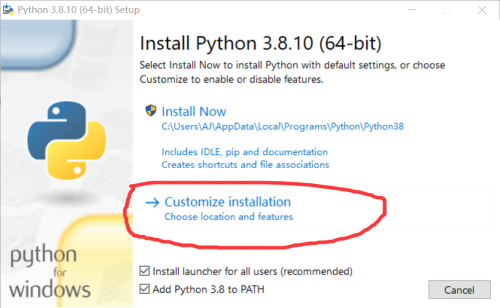 Python 3.8.10 (64-bit) Setup
Install Python 3.8.10 (64-bit)
Select Install Now to install Python with default settings, or choose
Customize to enable or disable features.
Install Now
C:\Users\AJ\AppData\Local\Programs\Python\Python38
Includes IDLE, pip and documentation
Creates shortcuts and file associations
Customize installation
Choose location and features
python
for
windows
Install launcher for all users (recommended)
Add Python 3.8 to PATH
Cancel